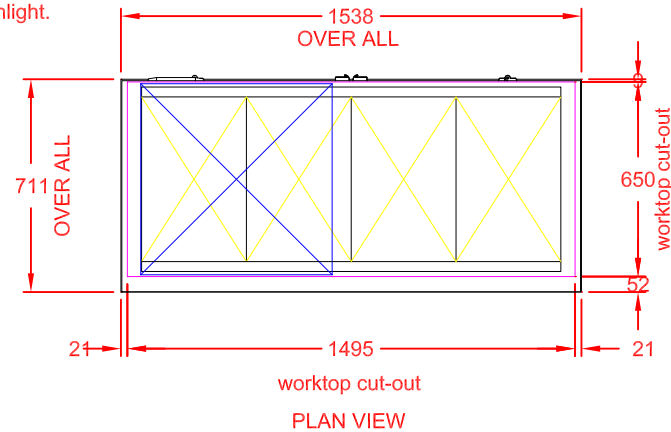 nlight.
1538
OVER ALL
9
711
OVER ALL
650
worktop cut-out
52
21
1495
21
worktop cut-out
PLAN VIEW